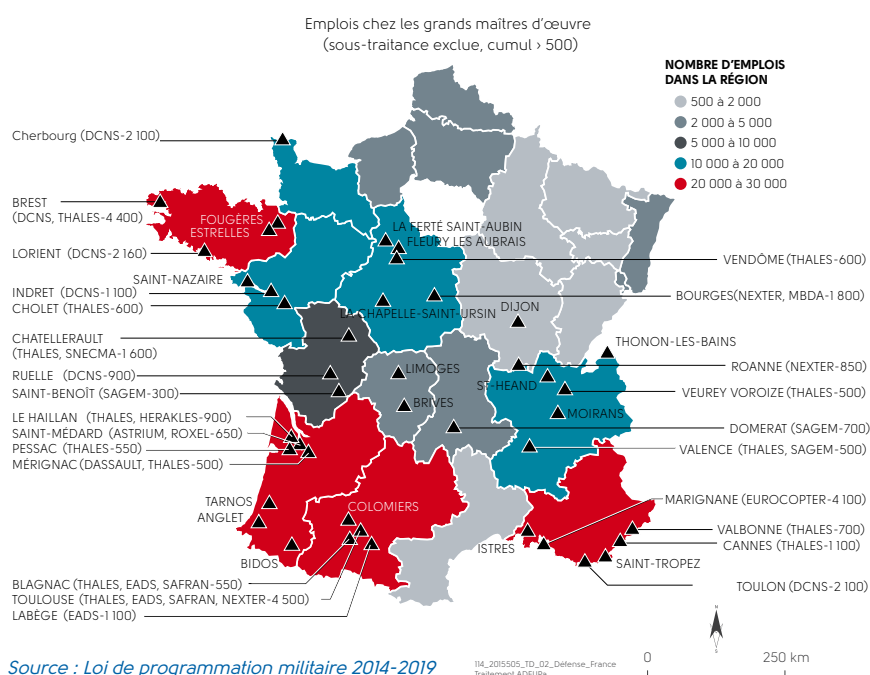 Emplois chez les grands maîtres d'œuvre
(sous-traitance exclue, cumul › 500)
NOMBRE D'EMPLOIS
DANS LA RÉGION
500 à 2 000
2 000 à 5 000
5 000 à 10 000
10 000 à 20 000
20 000 à 30 000
Cherbourg (DCNS-2 100)
BREST
(DCNS, THALES-4 400)
FOUGÈRES
ESTRELLES
LORIENT (DCNS-2 160)
SAINT-NAZAIRE
INDRET (DCNS-1 100)
CHOLET (THALES-600)
CHATELLERAULT
(THALES, SNECMA-1 600)
RUELLE (DCNS-900)
SAINT-BENOÎT (SAGEM-300)
LE HAILLAN (THALES, HERAKLES-900)
SAINT-MÉDARD (ASTRIUM, ROXEL-650)
PESSAC (THALES-550)
MÉRIGNAC (DASSAULT, THALES-500)
TARNOS
ANGLET
BIDOS
BLAGNAC (THALES, EADS, SAFRAN-550)
TOULOUSE (THALES, EADS, SAFRAN, NEXTER-4 500)
LABÈGE (EADS-1 100)
LA FERTÉ SAINT-AUBIN
FLEURY LES AUBRAIS
LA CHAPELLE-SAINT-URSIN
DIJON
LIMOGES
BRIVES
ST-HEAND
MOIRANS
COLOMIERS
ISTRES
SAINT-TROPEZ
VENDÔME (THALES-600)
BOURGES(NEXTER, MBDA-1 800)
THONON-LES-BAINS
ROANNE (NEXTER-850)
VEUREY VOROIZE (THALES-500)
DOMERAT (SAGEM-700)
VALENCE (THALES, SAGEM-500)
MARIGNANE (EUROCOPTER-4 100)
VALBONNE (THALES-700)
CANNES (THALES-1 100)
TOULON (DCNS-2 100)
N
S
0
250 km
Source : Loi de programmation militaire 2014-2019
114_2015505_TD_02_Défense_France
Traitement ADEUPa